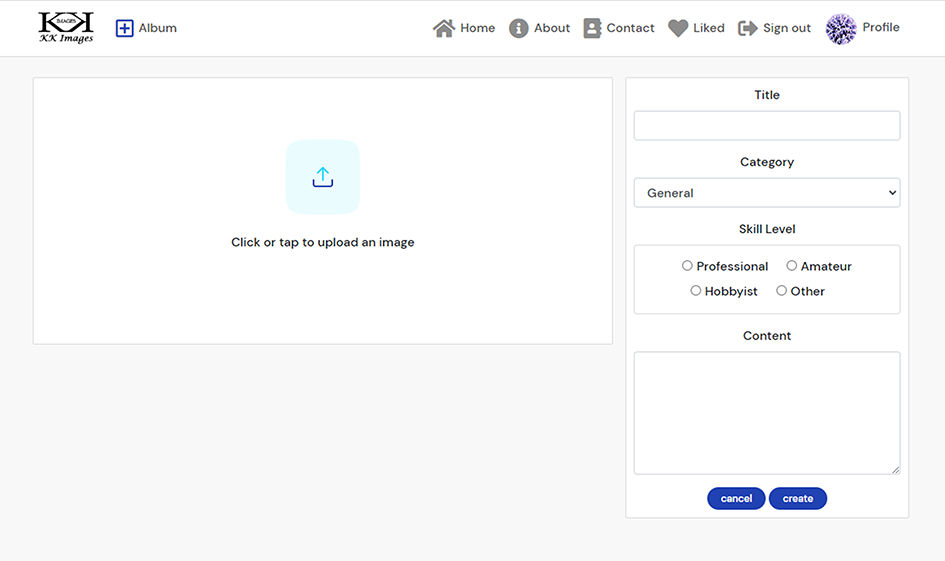 IMAGES
KK Images
Album
Home
About
Contact
Liked
Sign out
Profile
Click or tap to upload an image
Title
Category
General
Skill Level
Professional Amateur
Hobbyist Other
Content
cancel create